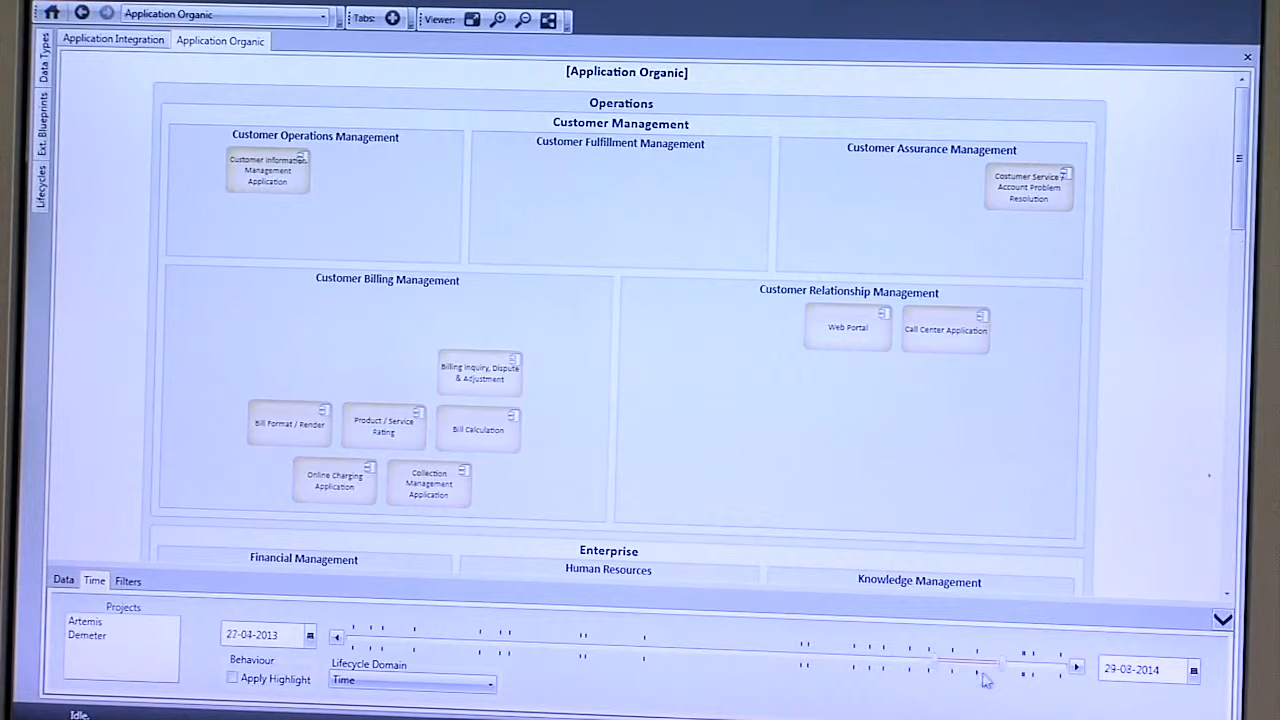 Application Organic
Tabs:
Viewer:
Application Integration
Application Organic
Data Types
Ext. Blueprints
Lifecycles
[Application Organic]
Operations
Customer Management
Customer Operations Management
Customer Fulfillment Management
Customer Assurance Management
Customer Information
Management
Application
Costumer Service /
Account Problem
Resolution
Customer Billing Management
Customer Relationship Management
Web Portal
Call Center Application
Billing Inquiry, Dispute
& Adjustment
Bill Format / Render
Product / Service
Rating
Bill Calculation
Online Charging
Application
Collection
Management
Application
Enterprise
Financial Management
Human Resources
Knowledge Management
Data
Time
Filters
Projects
Artemis
Demeter
27-04-2013
29-03-2014
Behaviour
Apply Highlight
Lifecycle Domain
Time
Idle.